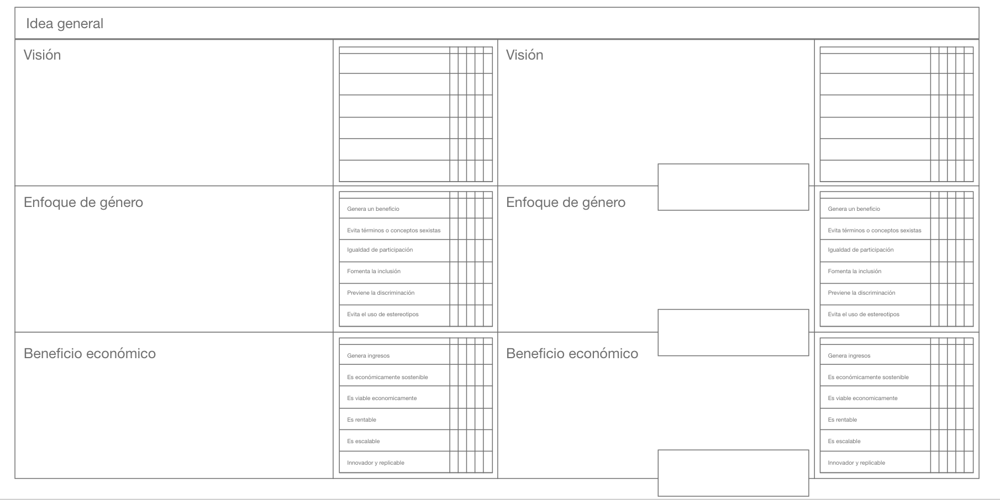 Idea general
Visión
Visión
Enfoque de género
Genera un beneficio
Evita términos o conceptos sexistas
Igualdad de participación
Fomenta la inclusión
Previene la discriminación
Evita el uso de estereotipos
Enfoque de género
Genera un beneficio
Evita términos o conceptos sexistas
Igualdad de participación
Fomenta la inclusión
Previene la discriminación
Evita el uso de estereotipos
Beneficio económico
Genera ingresos
Es económicamente sostenible
Es viable economicamente
Es rentable
Es escalable
Innovador y replicable
Beneficio económico
Genera ingresos
Es económicamente sostenible
Es viable economicamente
Es rentable
Es escalable
Innovador y replicable